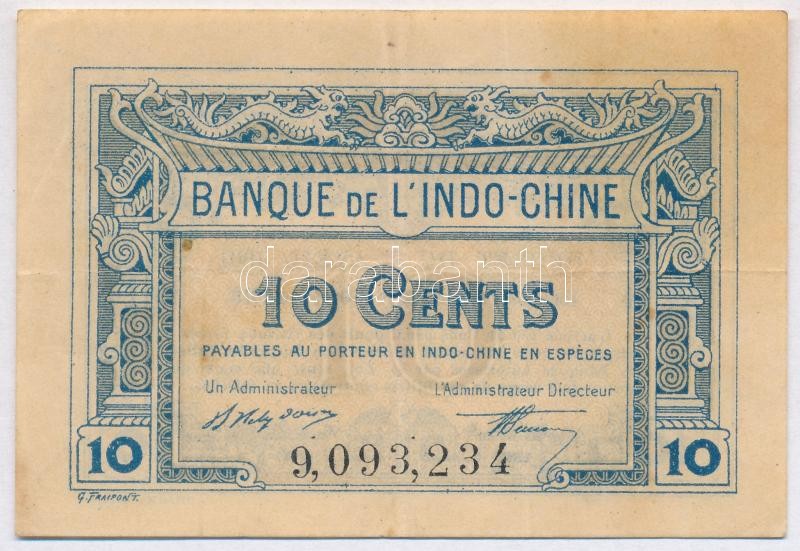 BANQUE DE L'INDO-CHINE
darabanth
10 CENTS
PAYABLES AU PORTEUR EN INDO-CHINE EN ESPÈCES
Un Administrateur L'Administrateur Directeur
10 9,093,234 10
G. FRAIPONT.